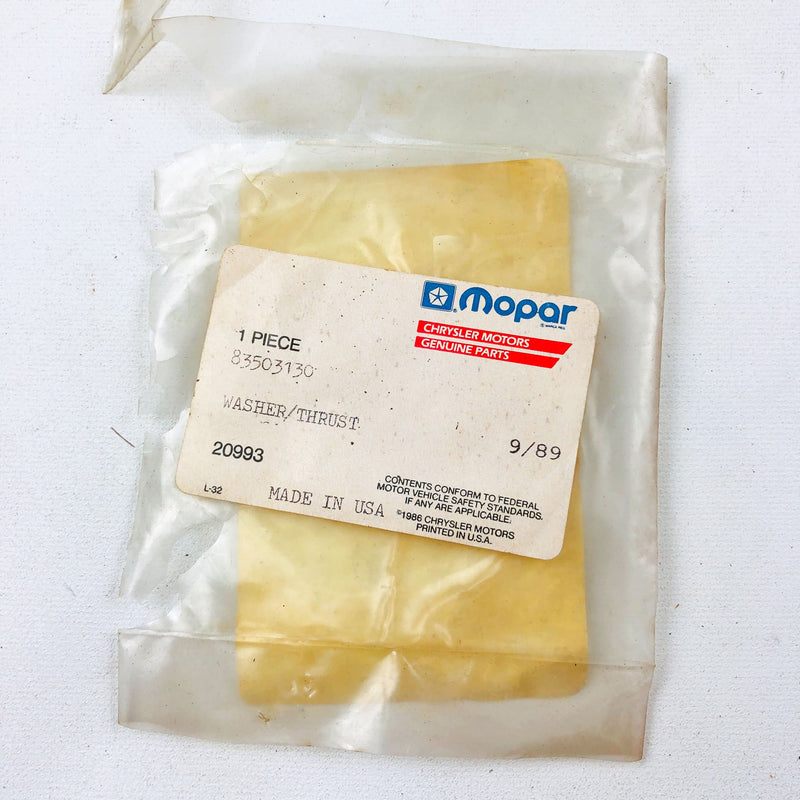 Mopar
CHRYSLER MOTORS
GENUINE PARTS
1 PIECE
83503130
WASHER/THRUST
20993
9/89
L-32
MADE IN USA
CONTENTS CONFORM TO FEDERAL
MOTOR VEHICLE SAFETY STANDARDS.
IF ANY ARE APPLICABLE.
©1986 CHRYSLER MOTORS
PRINTED IN U.S.A.